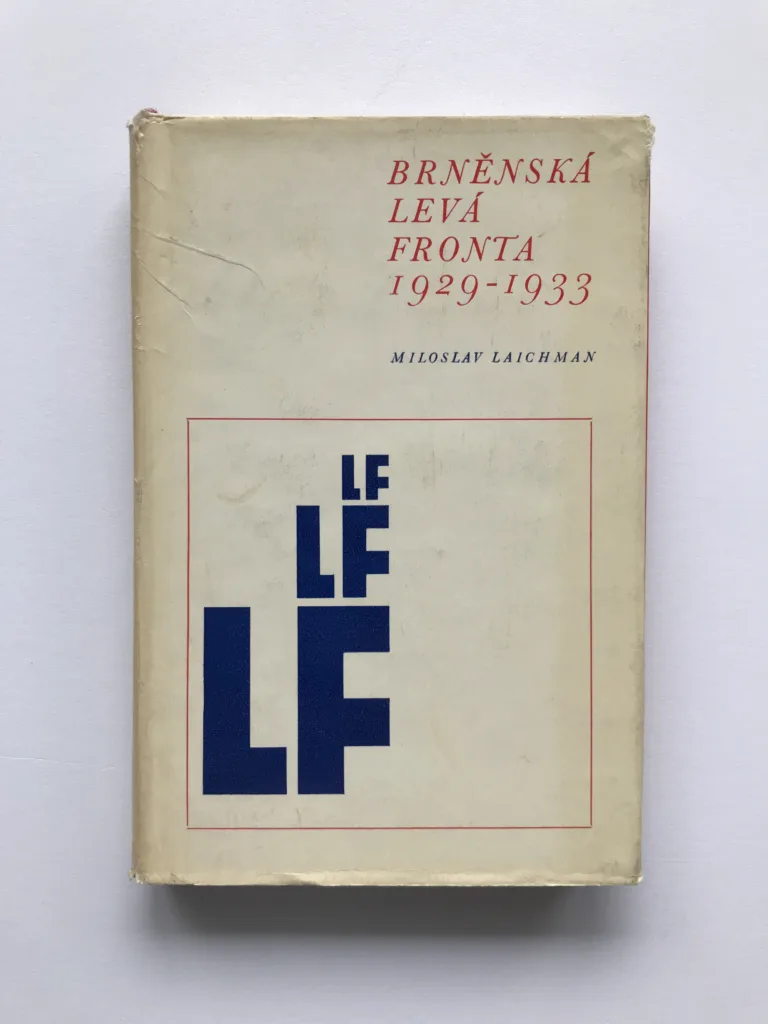 BRNĚNSKÁ
LEVÁ
FRONTA
1929-1933
MILOSLAV LAICHMAN
LF
LF
LF